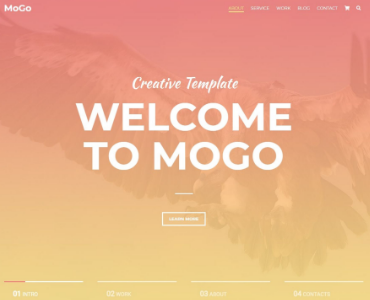 MoGo
ABOUT SERVICE WORK BLOG CONTACT
Creative Template
WELCOME
TO MOGO
LEARN MORE
01 INTRO
02 WORK
03 ABOUT
04 CONTACTS